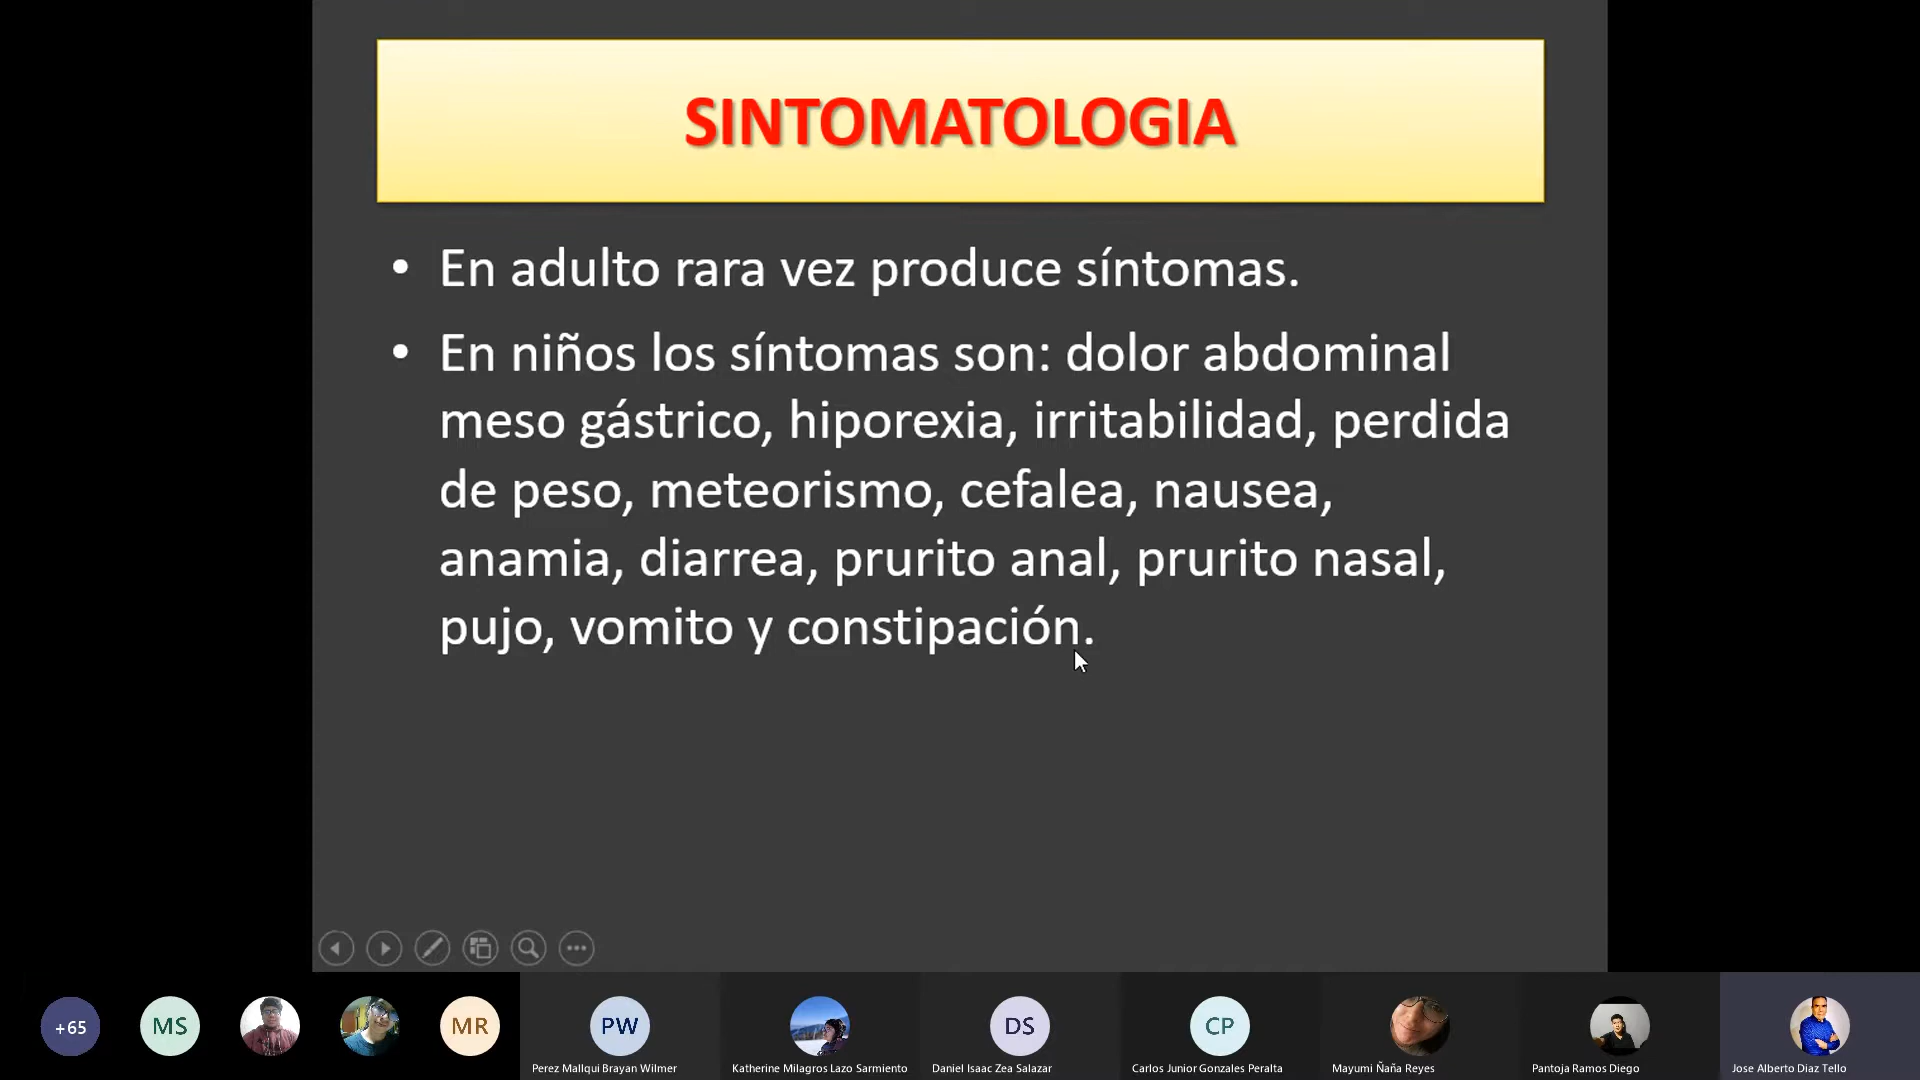 SINTOMATOLOGIA
• En adulto rara vez produce síntomas.
• En niños los síntomas son: dolor abdominal
meso gástrico, hiporexia, irritabilidad, perdida
de peso, meteorismo, cefalea, nausea,
anamia, diarrea, prurito anal, prurito nasal,
pujo, vomito y constipación.
+65
MS
MR
PW
DS
CP
Perez Mallqui Brayan Wilmer
Katherine Milagros Lazo Sarmiento
Daniel Isaac Zea Salazar
Carlos Junior Gonzales Peralta
Mayumi Ñaña Reyes
Pantoja Ramos Diego
Jose Alberto Diaz Tello